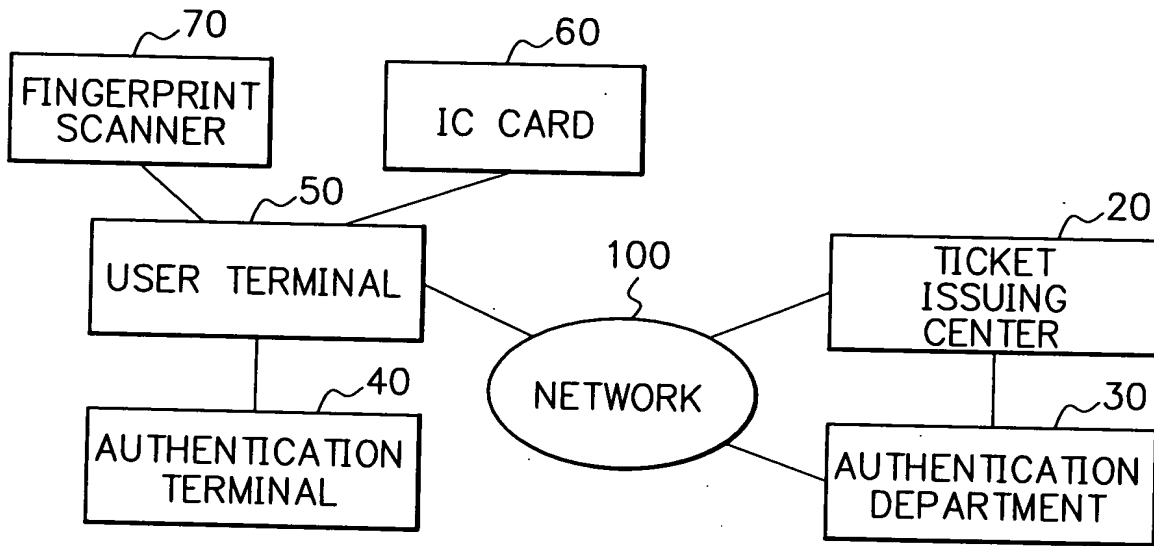 70
FINGERPRINT
SCANNER
60
IC CARD
50
USER TERMINAL
40
AUTHENTICATION
TERMINAL
100
NETWORK
20
TICKET
ISSUING
CENTER
30
AUTHENTICATION
DEPARTMENT